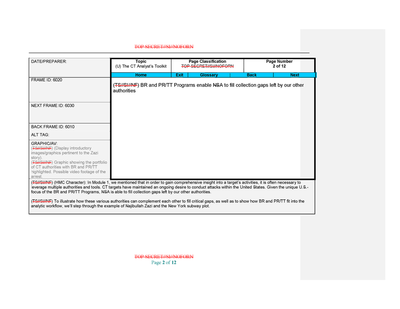 TOP SECRET//SI//NOFORN
DATE/PREPARER:
Topic
(U) The CT Analyst's Toolkit
Page Classification
TOP SECRET//SI//NOFORN
Page Number
2 of 12
Home Exit Glossary Back Next
FRAME ID: 6020
(TS//SI//NF) BR and PR/TT Programs enable NSA to fill collection gaps left by our other
authorities
NEXT FRAME ID: 6030
BACK FRAME ID: 6010
ALT TAG:
GRAPHIC/AV:
(TS//SI//NF) (Display introductory
images/graphics pertinent to the Zazi
story)
(TS//SI//NF) Graphic showing the portfolio
of CT authorities with BR and PR/TT
highlighted. Possible video footage of the
arrest.
(TS//SI//NF) (HMC Character): In Module 1, we mentioned that in order to gain comprehensive insight into a target's activities, it is often necessary to
leverage multiple authorities and tools. CT targets have maintained an ongoing desire to conduct attacks within the United States. Given the unique U.S.-
focus of the BR and PR/TT Programs, NSA is able to fill collection gaps left by our other authorities.
(TS//SI//NF) To illustrate how these various authorities can complement each other to fill critical gaps, as well as to show how BR and PR/TT fit into the
analytic workflow, we'll step through the example of Najibullah Zazi and the New York subway plot.
TOP SECRET//SI//NOFORN
Page 2 of 12